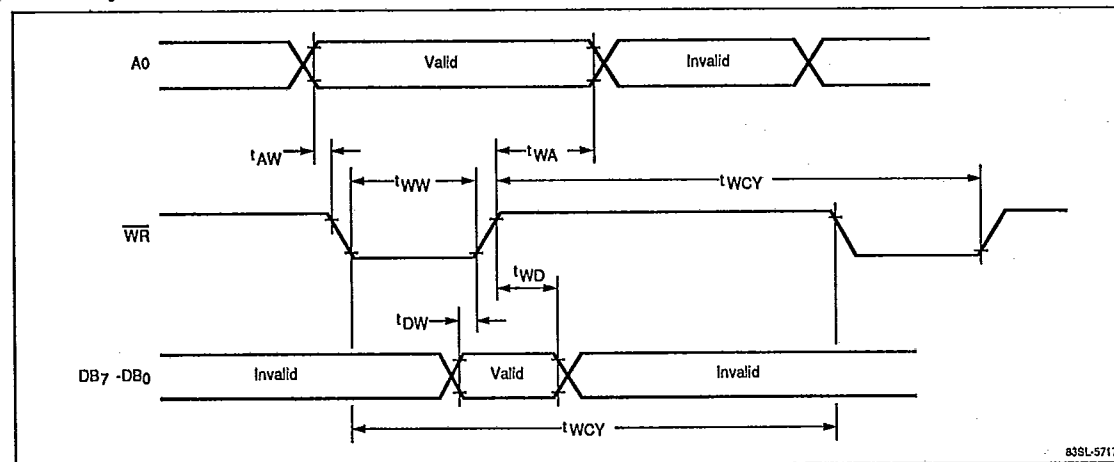 A0
Valid
Invalid
tAW
tWA
tWW
tWCY
WR
tWD
tDW
DB7 -DB0
Invalid
Valid
Invalid
tWCY
83SL-5717